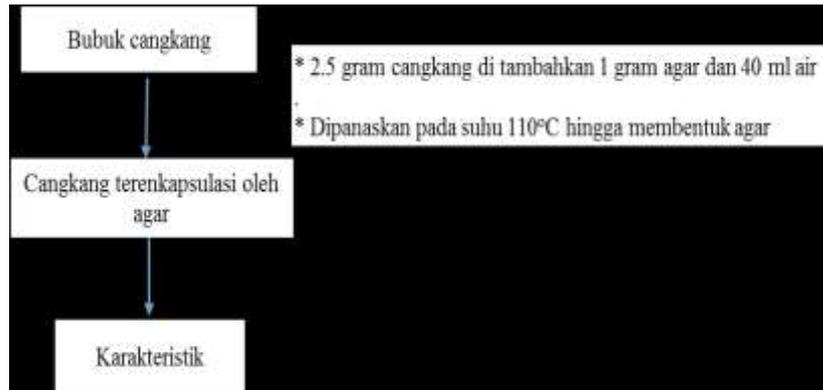 Bubuk cangkang
* 2.5 gram cangkang di tambahkan 1 gram agar dan 40 ml air
.
* Dipanaskan pada suhu 110°C hingga membentuk agar
Cangkang terenkapsulasi oleh
agar
Karakteristik